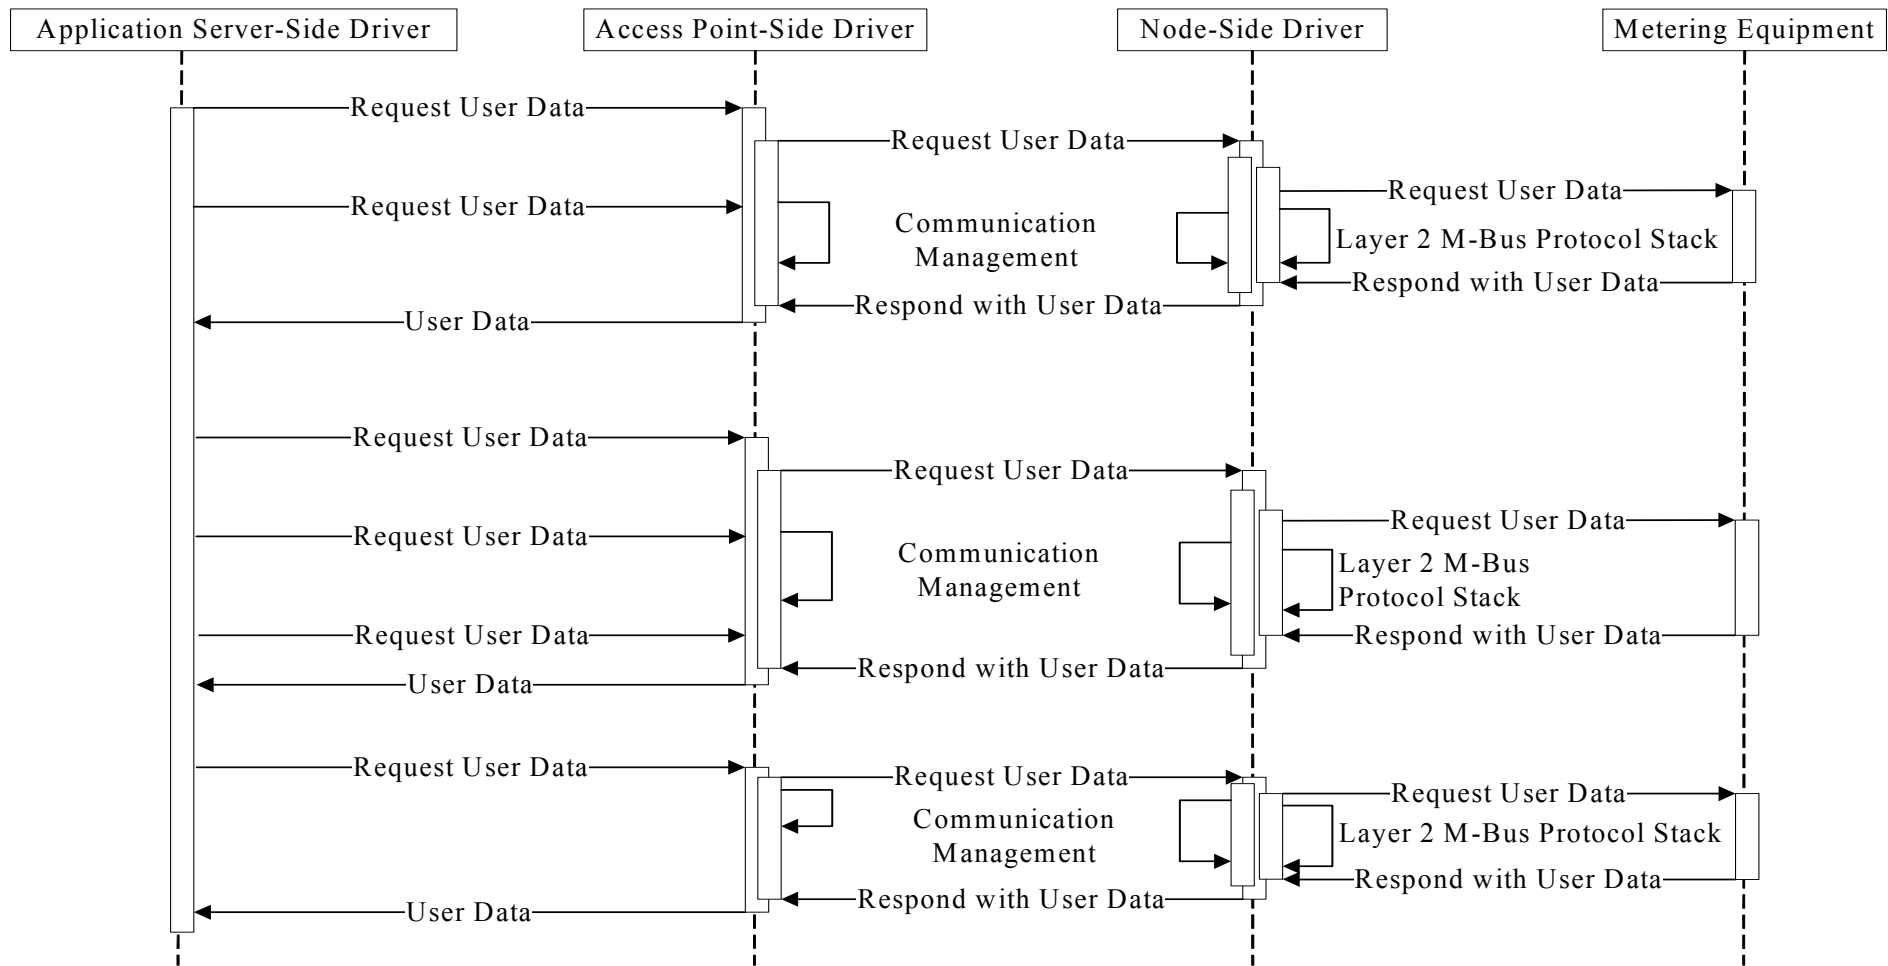 Application Server-Side Driver
Access Point-Side Driver
Node-Side Driver
Metering Equipment
Request User Data
Request User Data
Request User Data
Request User Data
Communication
Management
Layer 2 M-Bus Protocol Stack
Respond with User Data
Respond with User Data
User Data
Request User Data
Request User Data
Request User Data
Request User Data
Communication
Management
Layer 2 M-Bus
Protocol Stack
Request User Data
Respond with User Data
Respond with User Data
User Data
Request User Data
Request User Data
Request User Data
Communication
Management
Layer 2 M-Bus Protocol Stack
Respond with User Data
Respond with User Data
User Data